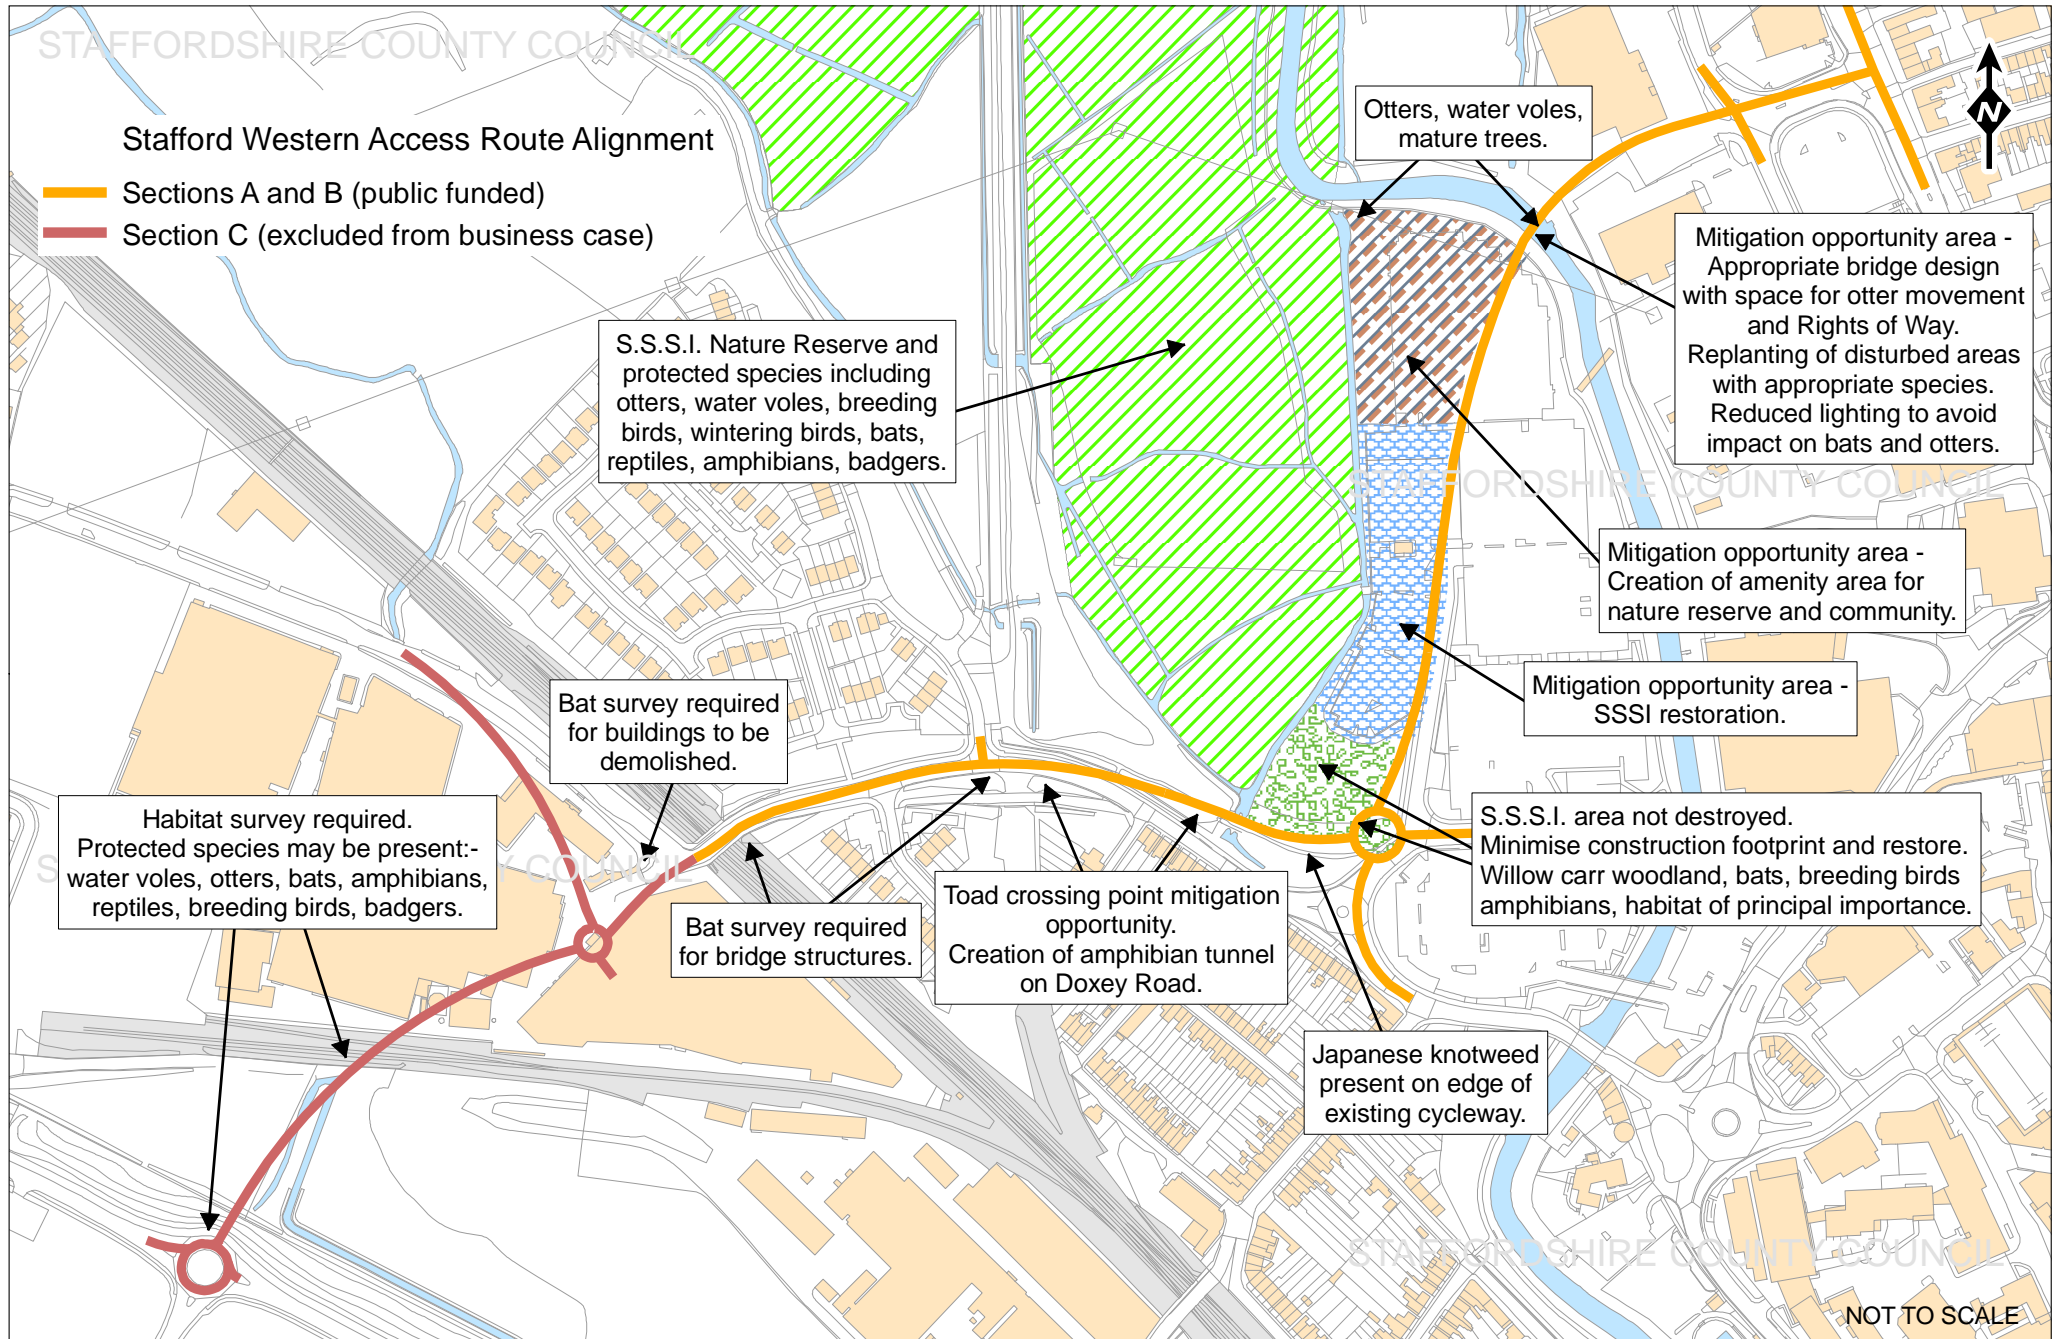 STAFFORDSHIRE COUNTY COUNCIL
Stafford Western Access Route Alignment
Sections A and B (public funded)
Section C (excluded from business case)
N
Otters, water voles,
mature trees.
Mitigation opportunity area -
Appropriate bridge design
with space for otter movement
and Rights of Way.
Replanting of disturbed areas
with appropriate species.
Reduced lighting to avoid
impact on bats and otters.
S.S.S.I. Nature Reserve and
protected species including
otters, water voles, breeding
birds, wintering birds, bats,
reptiles, amphibians, badgers.
STAFFORDSHIRE COUNTY COUNCIL
Mitigation opportunity area -
Creation of amenity area for
nature reserve and community.
Mitigation opportunity area -
SSSI restoration.
Bat survey required
for buildings to be
demolished.
Habitat survey required.
Protected species may be present:-
water voles, otters, bats, amphibians,
reptiles, breeding birds, badgers.
S.S.S.I. area not destroyed.
Minimise construction footprint and restore.
Willow carr woodland, bats, breeding birds
amphibians, habitat of principal importance.
S Y COUNCIL
Bat survey required
for bridge structures.
Toad crossing point mitigation
opportunity.
Creation of amphibian tunnel
on Doxey Road.
Japanese knotweed
present on edge of
existing cycleway.
STAFFORDSHIRE COUNTY COUNCIL
NOT TO SCALE